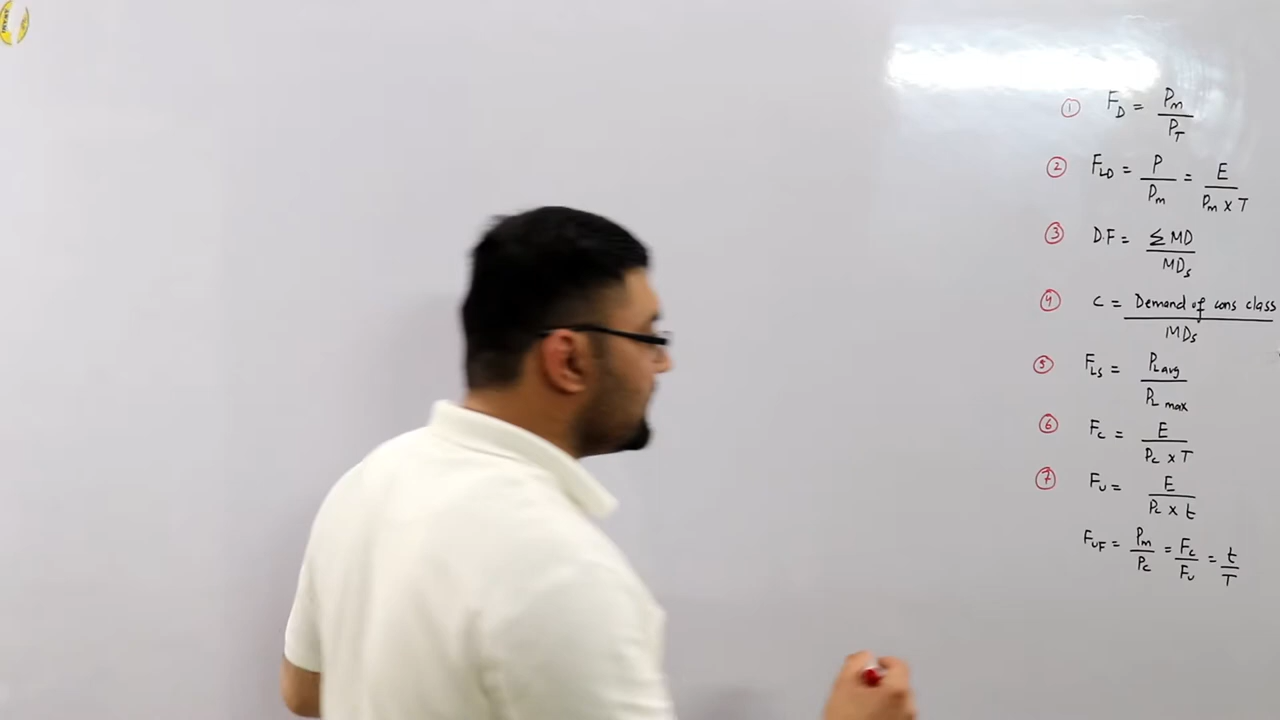 ① F_D = P_m / P_T
② F_LD = P / P_m = E / P_m × T
③ D.F = Σ MD / MD_s
④ C = Demand of cons class / MD_s
⑤ F_LS = P_L avg / P_L max
⑥ F_C = E / P_C × T
⑦ F_U = E / P_C × t
F_UF = P_m / P_C = F_C / F_U = t / T